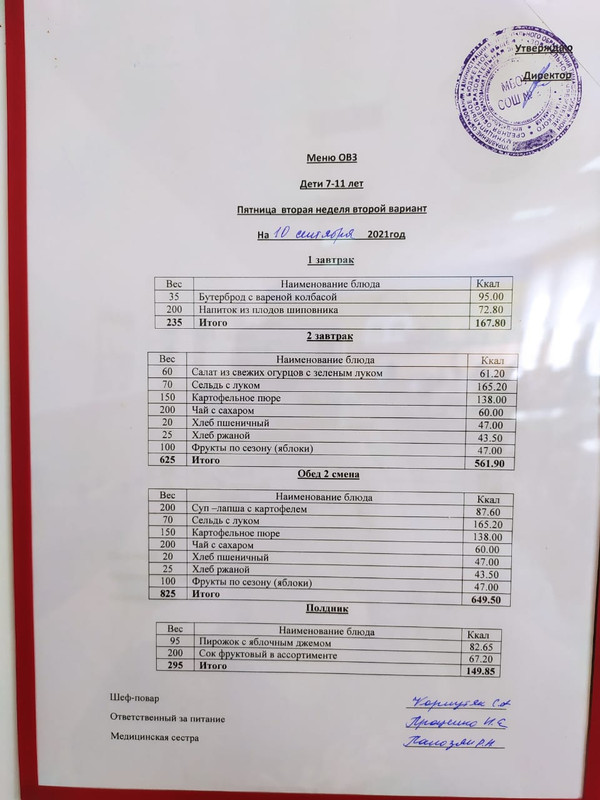 Утверждаю
Директор
Меню ОВЗ
Дети 7-11 лет
Пятница вторая неделя второй вариант
На 10 сентября 2021год
1 завтрак
Вес Наименование блюда Ккал
35 Бутерброд с вареной колбасой 95.00
200 Напиток из плодов шиповника 72.80
235 Итого 167.80
2 завтрак
Вес Наименование блюда Ккал
60 Салат из свежих огурцов с зеленым луком 61.20
70 Сельдь с луком 165.20
150 Картофельное пюре 138.00
200 Чай с сахаром 60.00
20 Хлеб пшеничный 47.00
25 Хлеб ржаной 43.50
100 Фрукты по сезону (яблоки) 47.00
625 Итого 561.90
Обед 2 смена
Вес Наименование блюда Ккал
200 Суп –лапша с картофелем 87.60
70 Сельдь с луком 165.20
150 Картофельное пюре 138.00
200 Чай с сахаром 60.00
20 Хлеб пшеничный 47.00
25 Хлеб ржаной 43.50
100 Фрукты по сезону (яблоки) 47.00
825 Итого 649.50
Полдник
Вес Наименование блюда Ккал
95 Пирожок с яблочным джемом 82.65
200 Сок фруктовый в ассортименте 67.20
295 Итого 149.85
Шеф-повар
Ответственный за питание Проценко И.Е
Медицинская сестра Папозян Р.Н